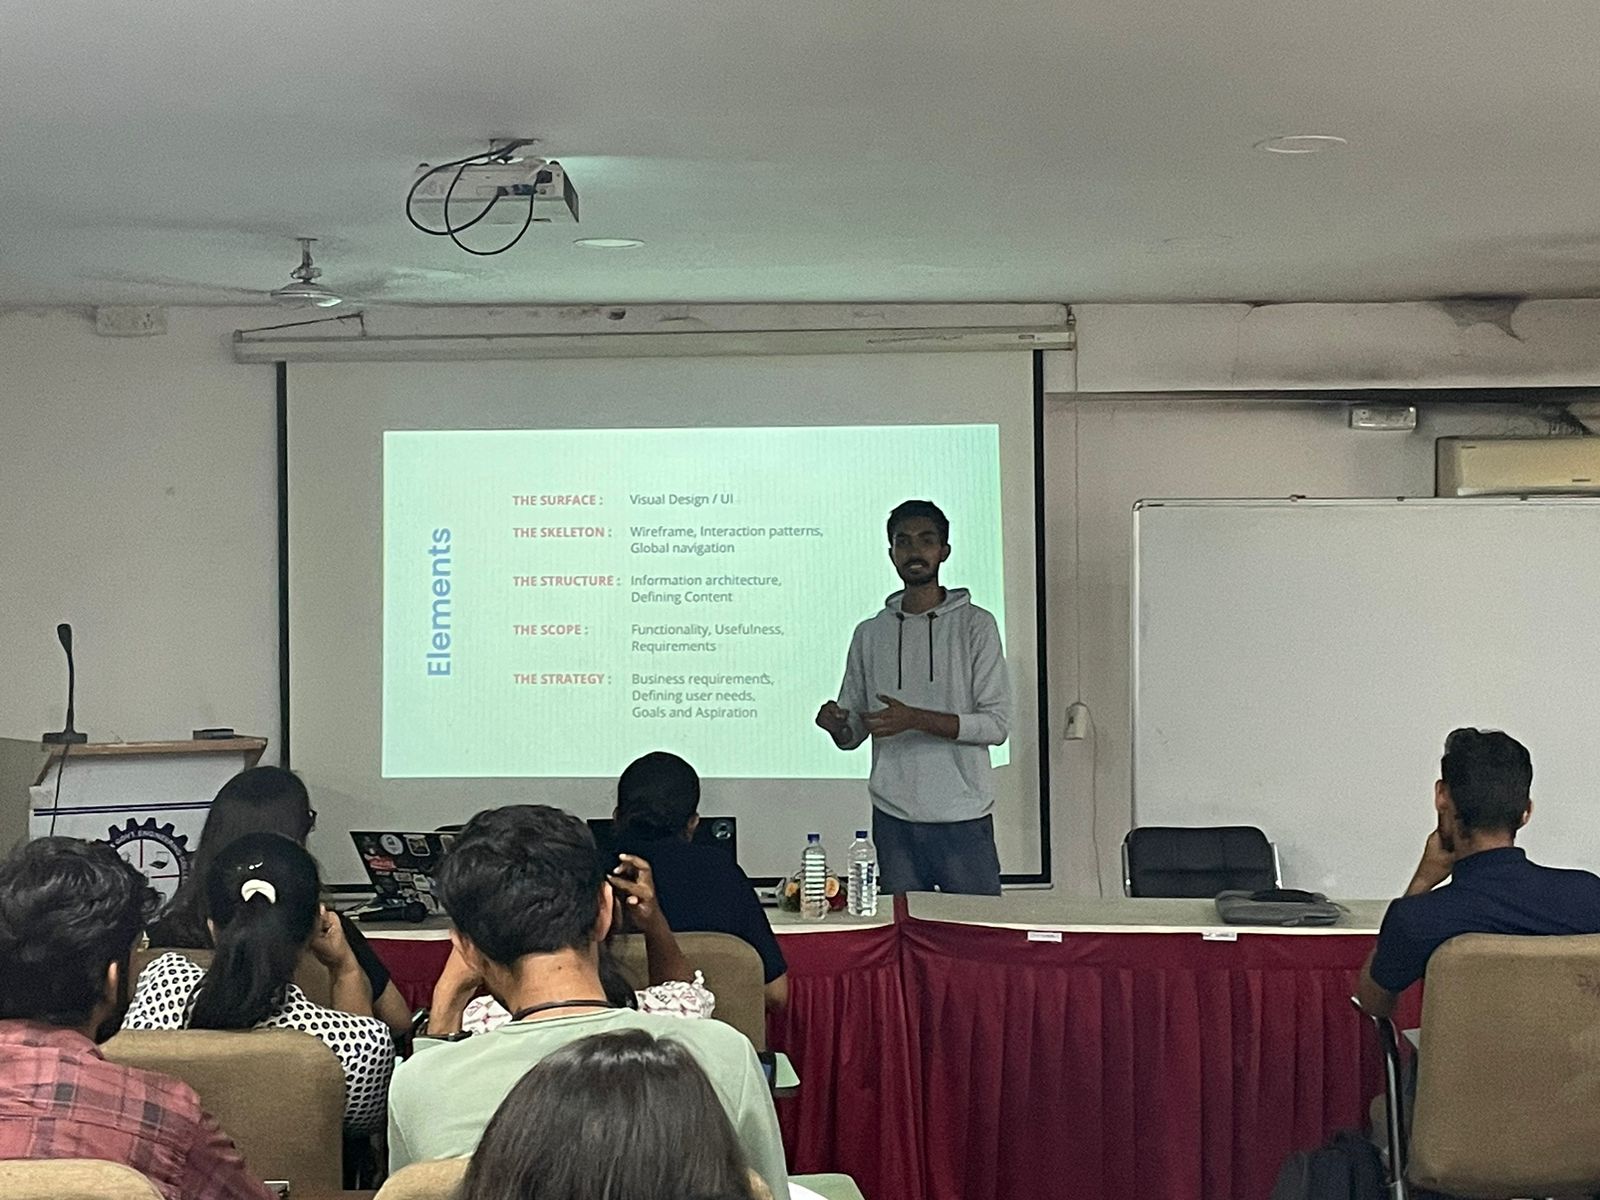 Elements
THE SURFACE : Visual Design / UI
THE SKELETON : Wireframe, Interaction patterns,
Global navigation
THE STRUCTURE : Information architecture,
Defining Content
THE SCOPE : Functionality, Usefulness,
Requirements
THE STRATEGY : Business requirements,
Defining user needs,
Goals and Aspiration